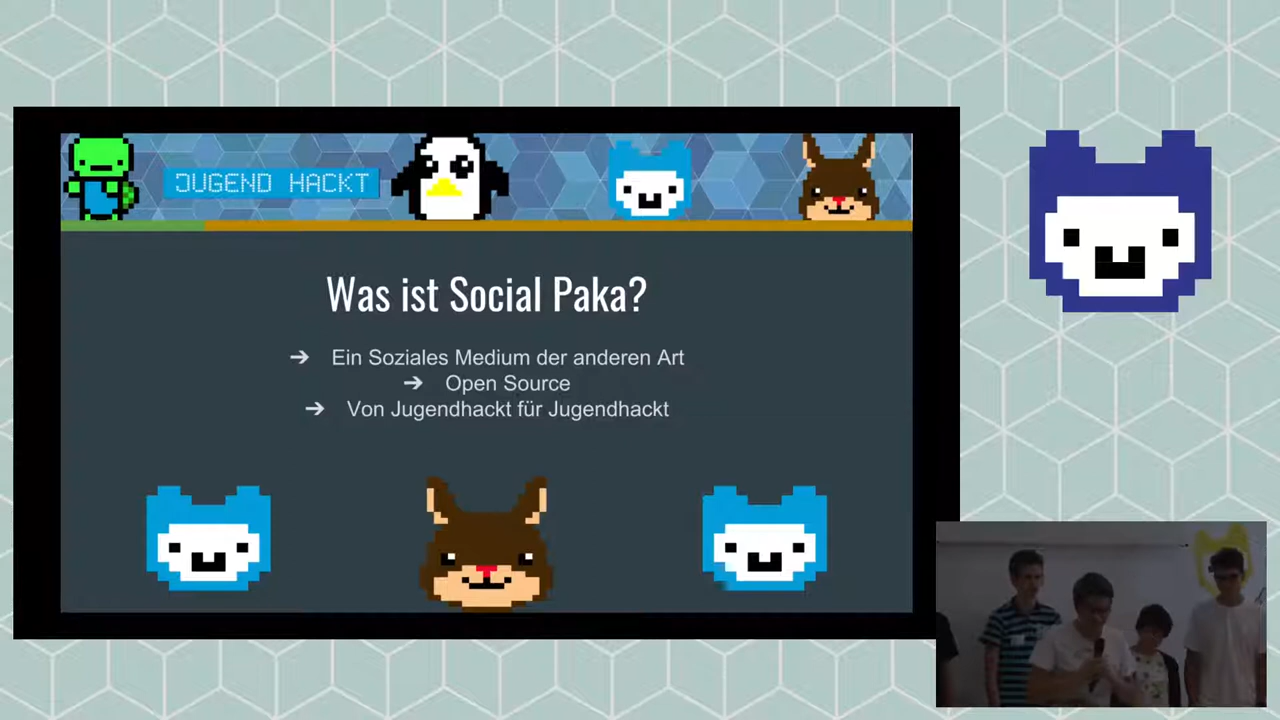 JUGEND HACKT
Was ist Social Paka?
➔ Ein Soziales Medium der anderen Art
➔ Open Source
➔ Von Jugendhackt für Jugendhackt